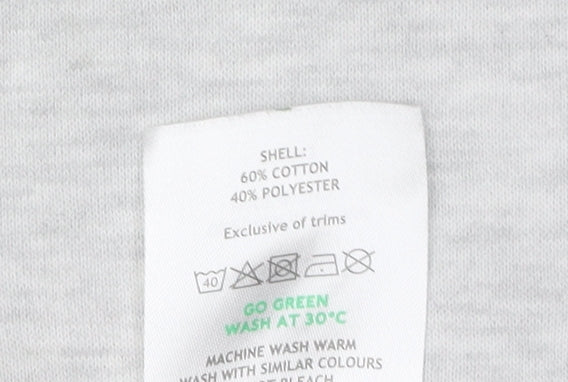 SHELL:
60% COTTON
40% POLYESTER
Exclusive of trims
40
GO GREEN
WASH AT 30°C
MACHINE WASH WARM
WASH WITH SIMILAR COLOURS
BLEACH